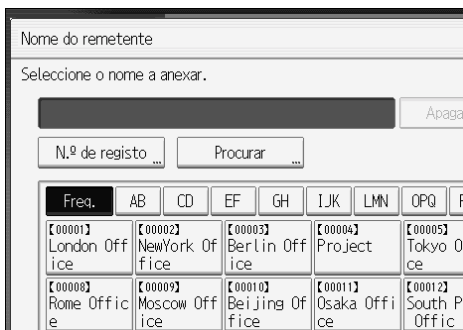 Nome do remetente
Seleccione o nome a anexar.
Apaga
N.º de registo ... Procurar ...
Freq. AB CD EF GH IJK LMN OPQ
【00001】 【00002】 【00003】 【00004】 【00005】
London Off NewYork Of Berlin Off Project Tokyo O
ice fice ice ce
【00008】 【00009】 【00010】 【00011】 【00012】
Rome Offic Moscow Off Beijing Of Osaka Offi South P
e ice fice ce Offic